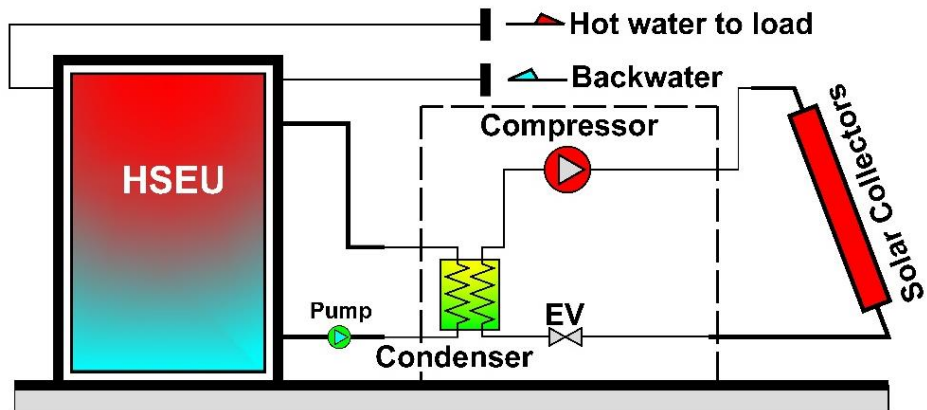 Hot water to load
Backwater
Compressor
HSEU
Solar Collectors
Pump
EV
Condenser